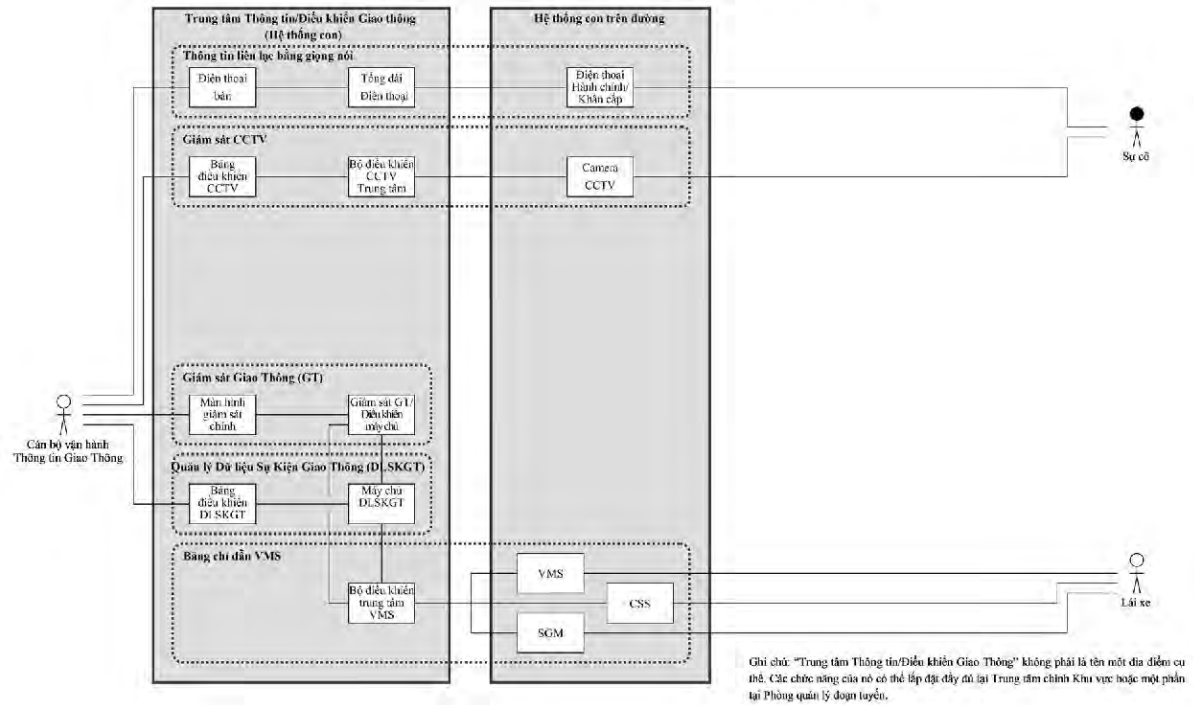 Trung tâm Thông tin/Điều khiển Giao thông
(Hệ thống con)
Hệ thống con trên đường
Thông tin liên lạc bằng giọng nói
Điện thoại
bàn
Tổng đài
Điện thoại
Điện thoại
Hành chính/
Khẩn cấp
Sự cố
Giám sát CCTV
Bảng
điều khiển
CCTV
Bộ điều khiển
CCTV
Trung tâm
Camera
CCTV
Giám sát Giao Thông (GT)
Màn hình
giám sát
chính
Giám sát GT/
Điều khiển
máy chủ
Cán bộ vận hành
Thông tin Giao Thông
Quản lý Dữ liệu Sự Kiện Giao Thông (DLSKGT)
Bảng
điều khiển
DLSKGT
Máy chủ
DLSKGT
Bảng chỉ dẫn VMS
Bộ điều khiển
trung tâm
VMS
VMS
CSS
SGM
Lái xe
Ghi chú: "Trung tâm Thông tin/Điều khiển Giao Thông" không phải là tên một địa điểm cụ
thể. Các chức năng của nó có thể lắp đặt đầy đủ tại Trung tâm chính Khu vực hoặc một phần
tại Phòng quản lý đoạn tuyến.